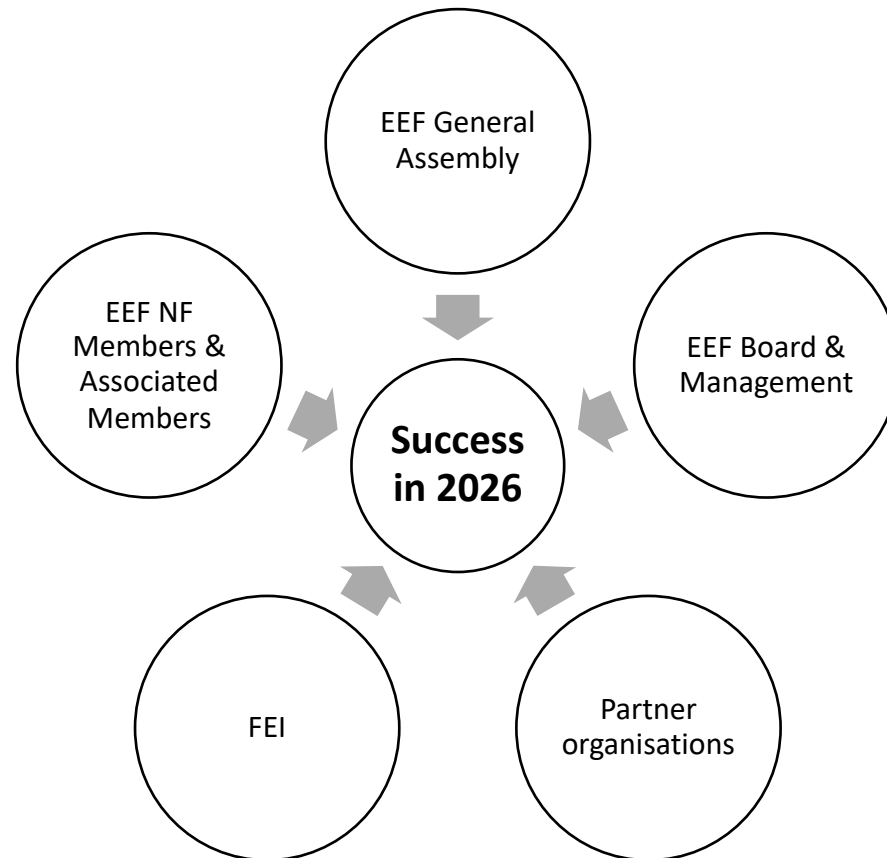 EEF General
Assembly
EEF NF
Members &
Associated
Members
EEF Board &
Management
Success
in 2026
FEI
Partner
organisations